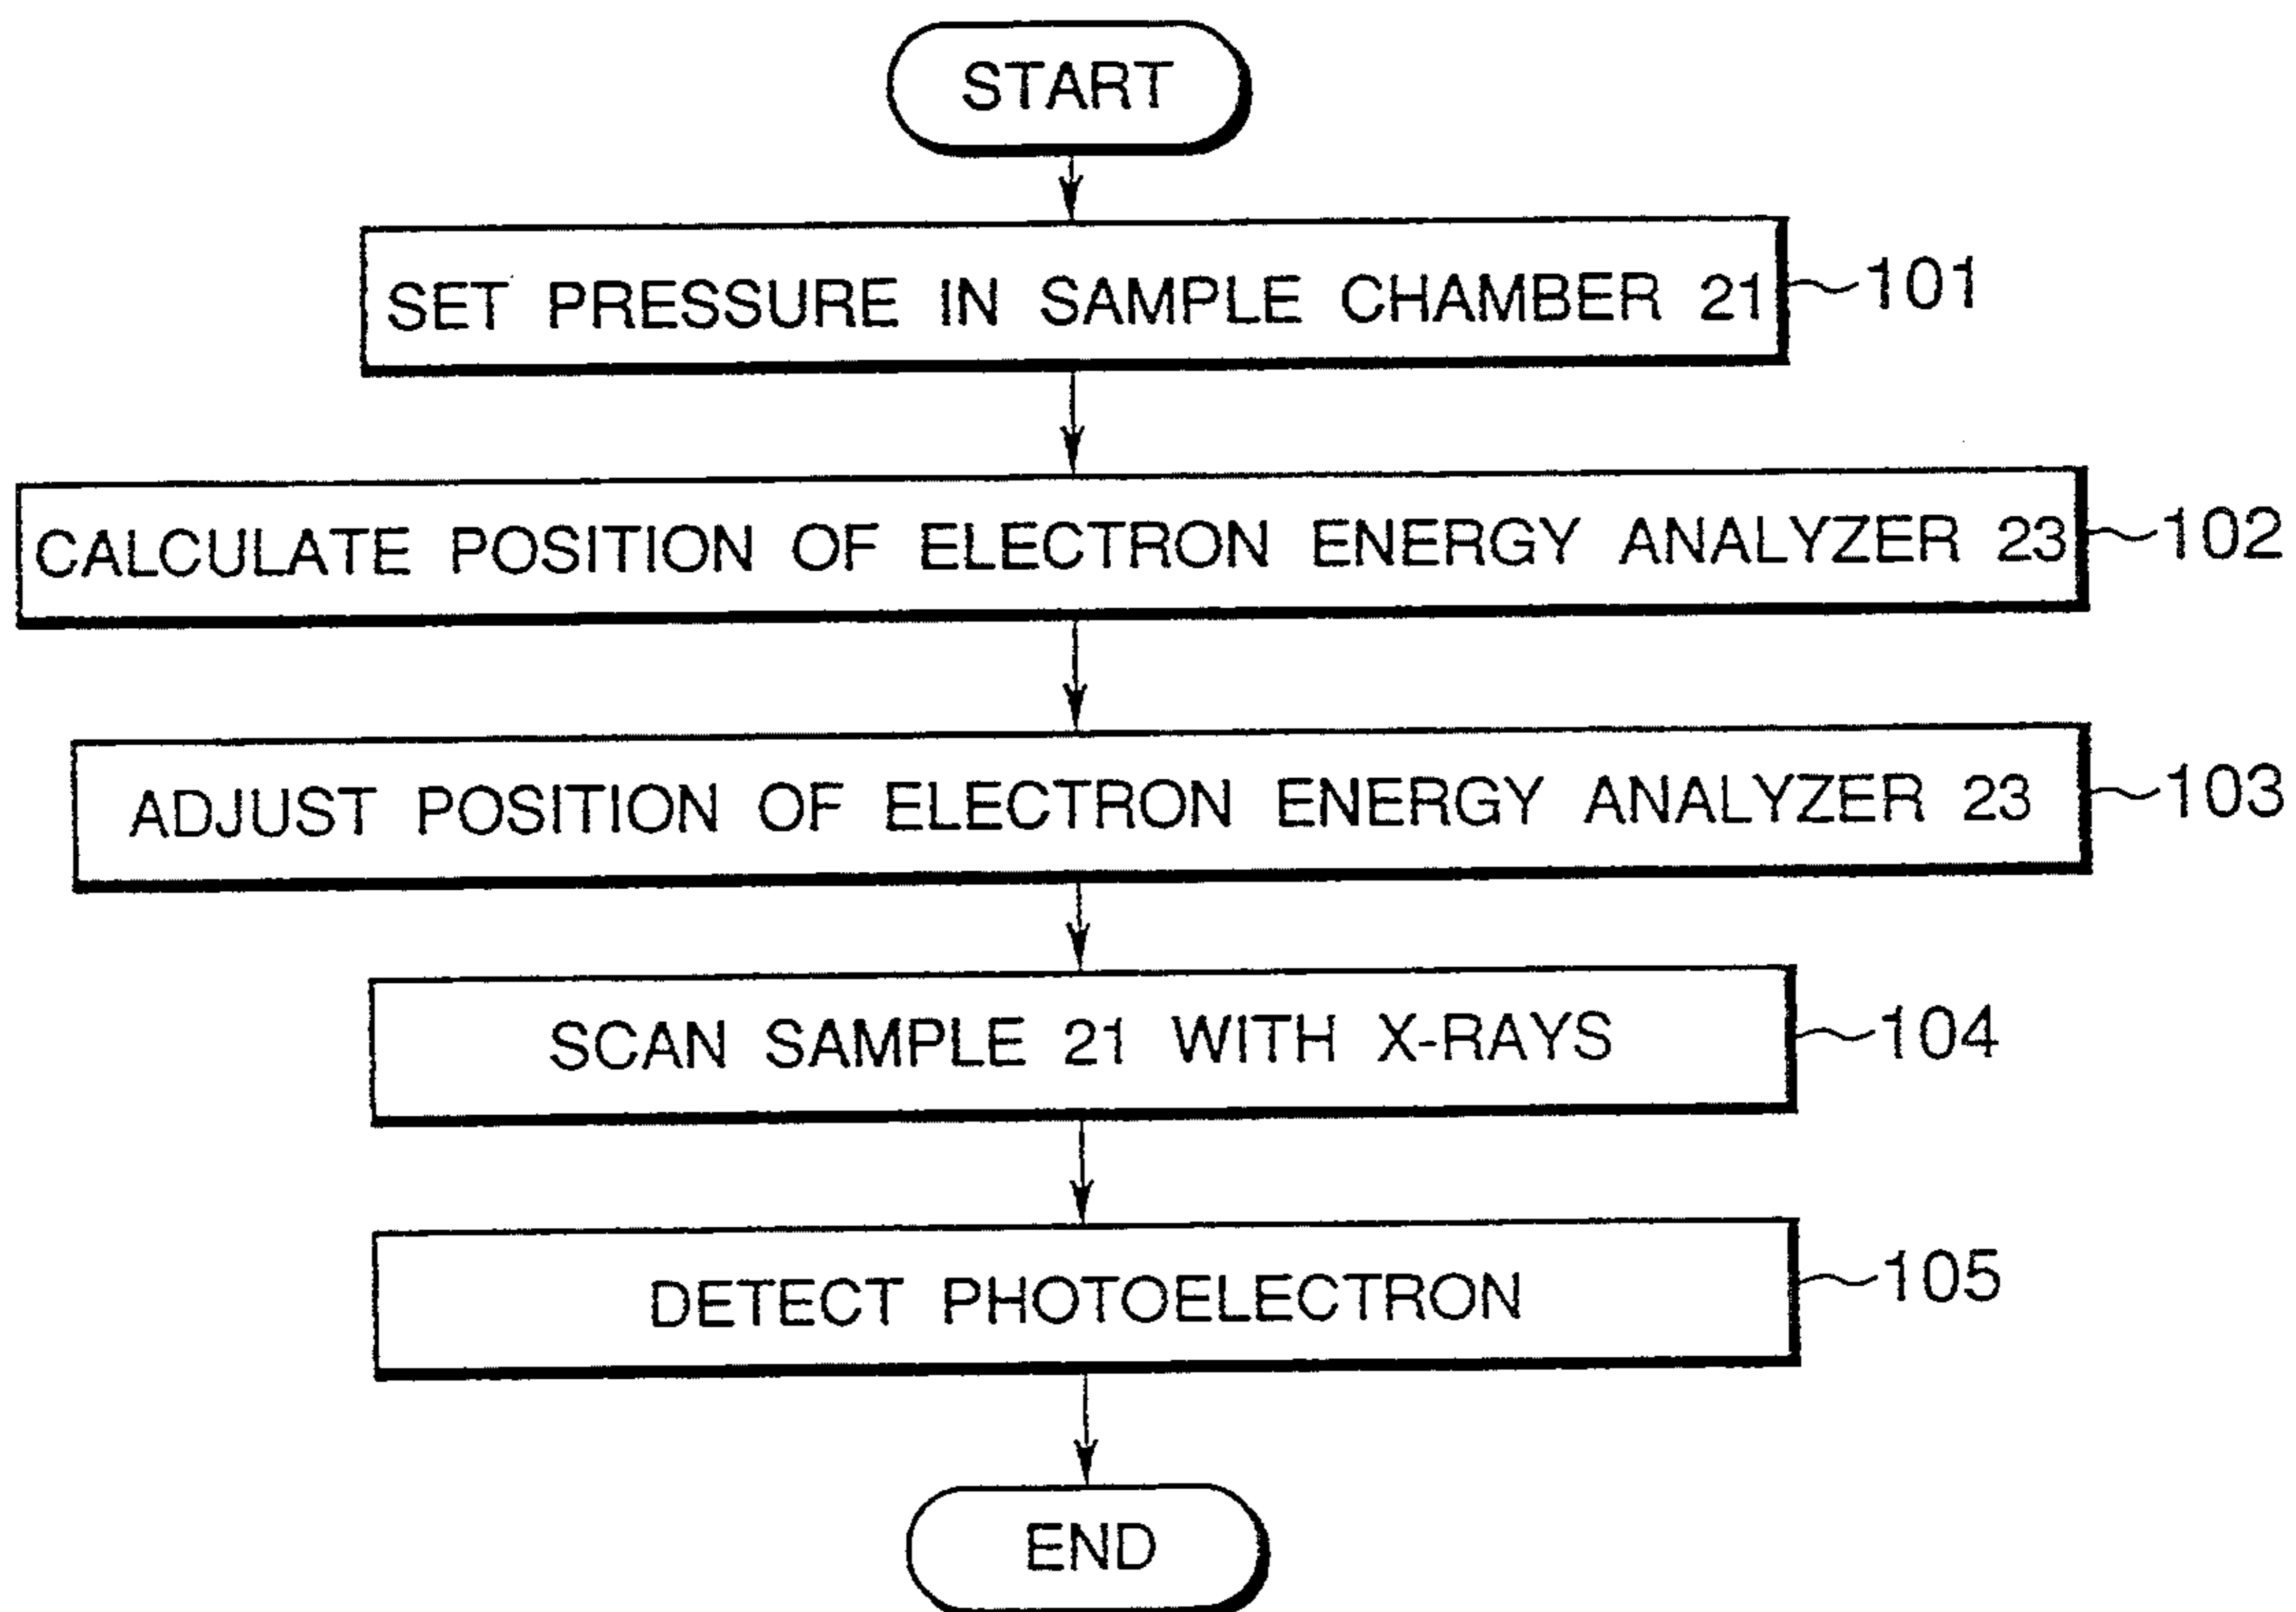 START
SET PRESSURE IN SAMPLE CHAMBER 21
101
CALCULATE POSITION OF ELECTRON ENERGY ANALYZER 23
102
ADJUST POSITION OF ELECTRON ENERGY ANALYZER 23
103
SCAN SAMPLE 21 WITH X-RAYS
104
DETECT PHOTOELECTRON
105
END